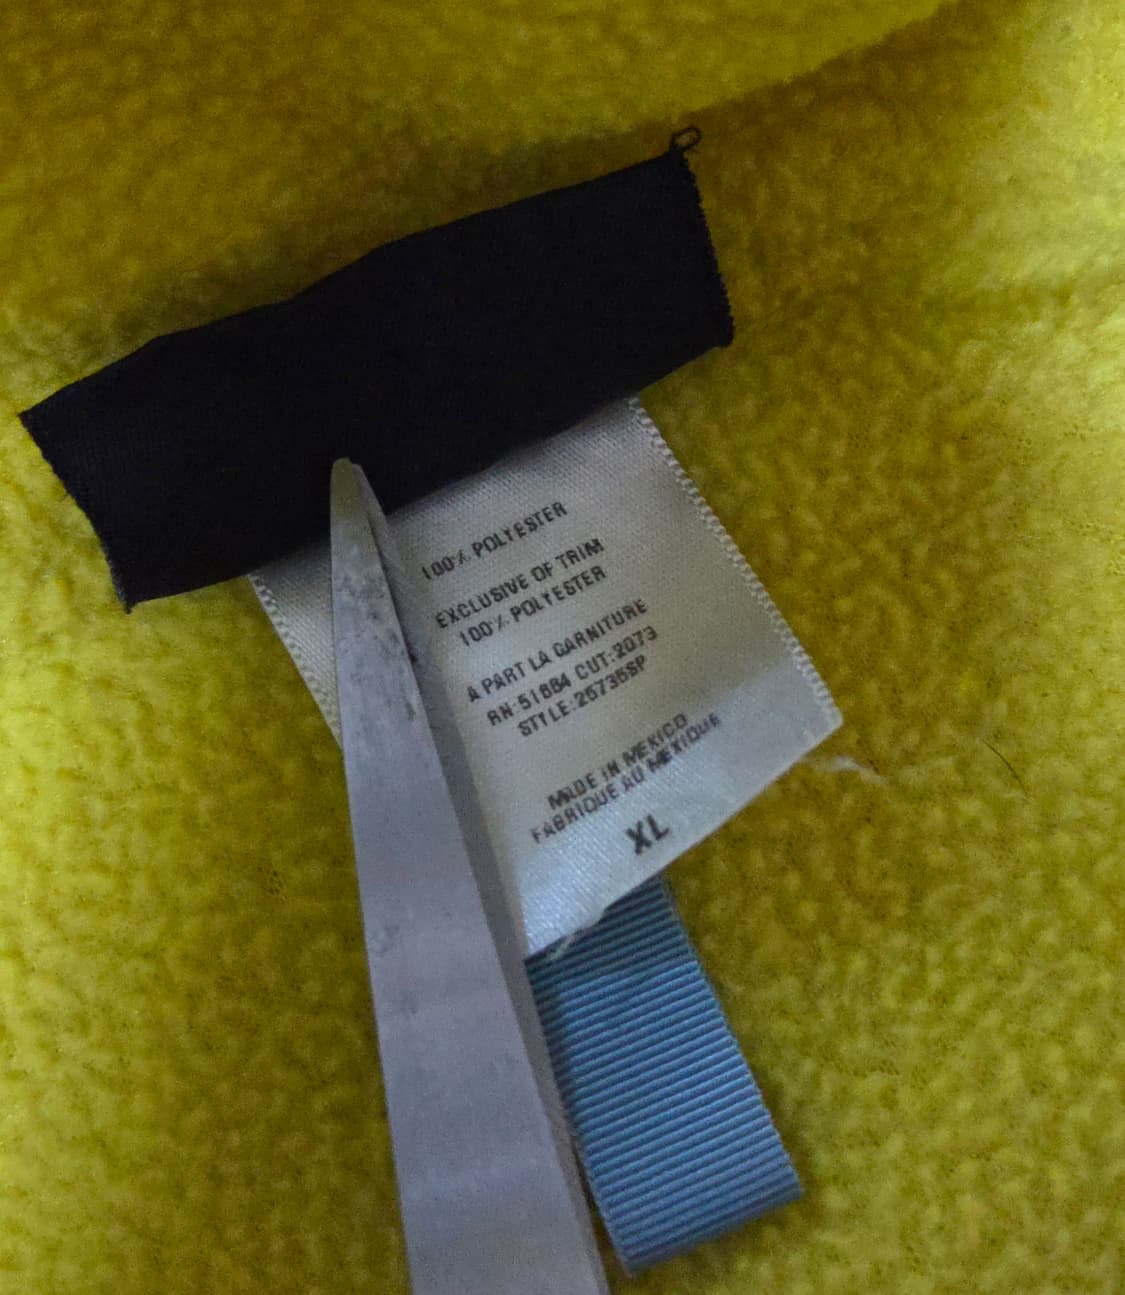 100% POLYESTER
EXCLUSIVE OF TRIM
100% POLYESTER
A PART LA GARNITURE
RN:51884 CUT:2073
STYLE:25735SP
MADE IN MEXICO
FABRIQUE AU MEXIQUE
XL